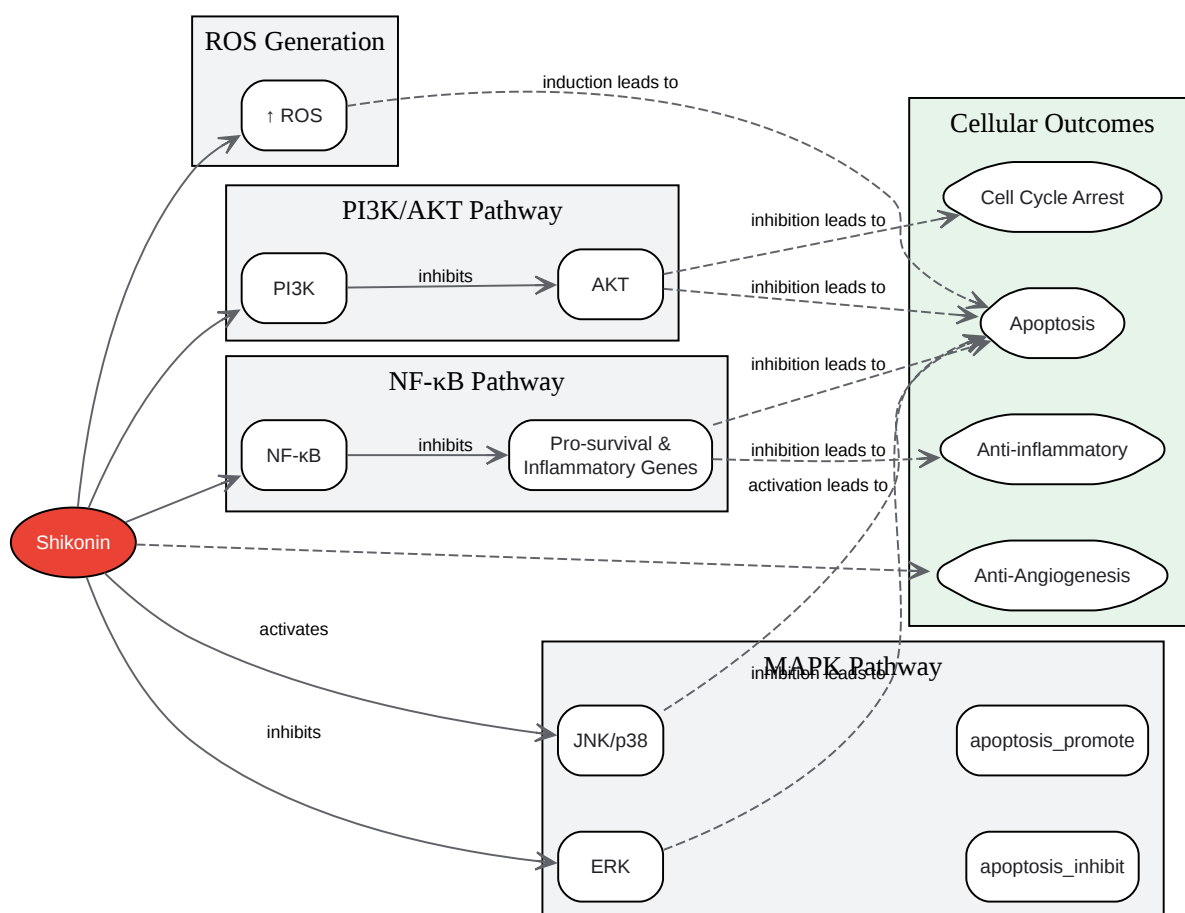 ROS Generation
↑ ROS
induction leads to
Cellular Outcomes
Cell Cycle Arrest
PI3K/AKT Pathway
inhibition leads to
PI3K
inhibits
AKT
inhibition leads to
Apoptosis
NF-κB Pathway
inhibition leads to
NF-κB
inhibits
Pro-survival &
Inflammatory Genes
inhibition leads to
Anti-inflammatory
activation leads to
Shikonin
Anti-Angiogenesis
activates
MAPK Pathway
inhibition leads to
inhibits
JNK/p38
apoptosis_promote
ERK
apoptosis_inhibit